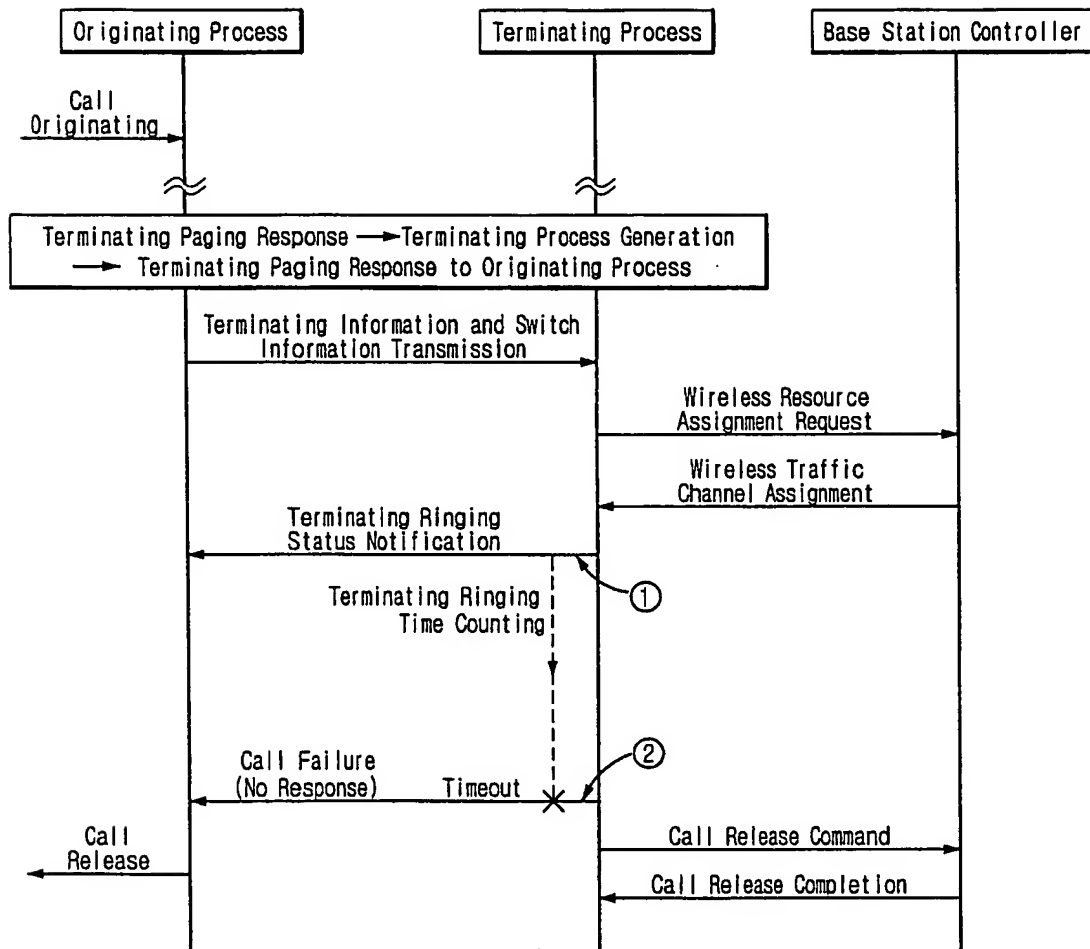 Originating Process
Terminating Process
Base Station Controller
Call
Originating
Terminating Paging Response → Terminating Process Generation
→ Terminating Paging Response to Originating Process
Terminating Information and Switch
Information Transmission
Wireless Resource
Assignment Request
Wireless Traffic
Channel Assignment
Terminating Ringing
Status Notification
①
Terminating Ringing
Time Counting
②
Call Failure
(No Response)
Timeout
Call
Release
Call Release Command
Call Release Completion